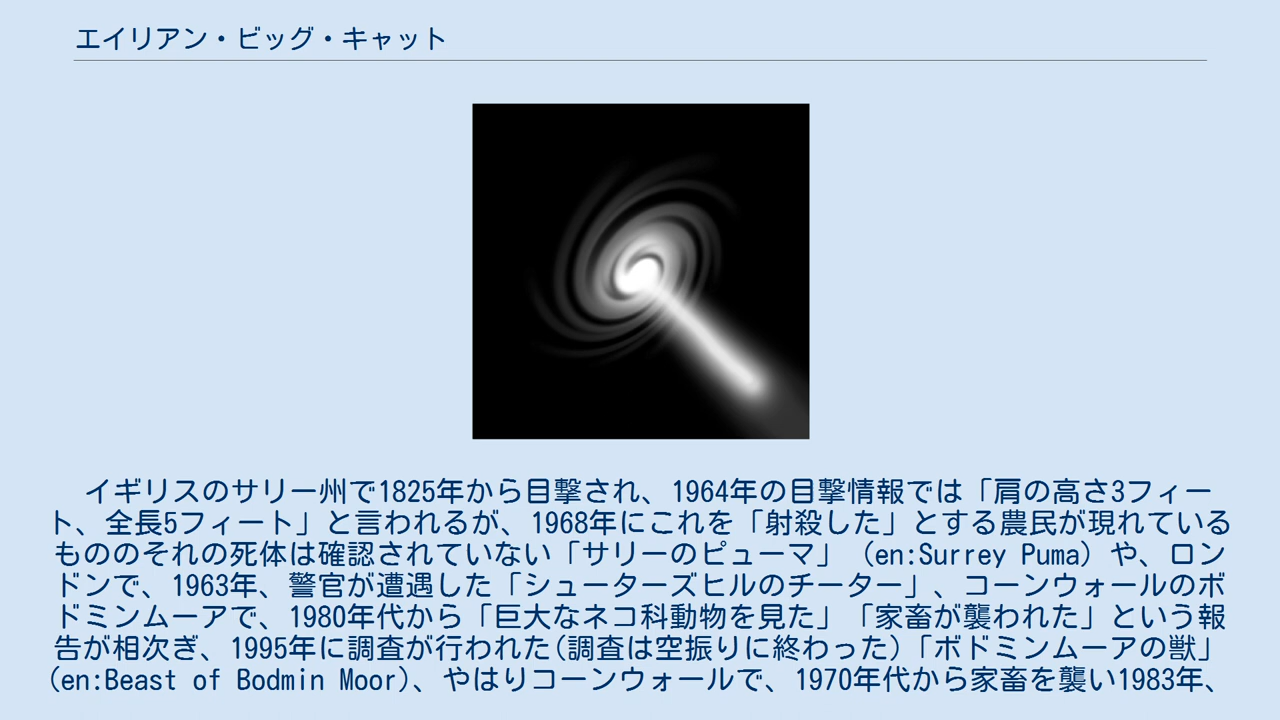 エイリアン・ビッグ・キャット
イギリスのサリー州で1825年から目撃され、1964年の目撃情報では「肩の高さ3フィー
ト、全長5フィート」と言われるが、1968年にこれを「射殺した」とする農民が現れている
もののそれの死体は確認されていない「サリーのピューマ」（en:Surrey Puma）や、ロン
ドンで、1963年、警官が遭遇した「シューターズヒルのチーター」、コーンウォールのボ
ドミンムーアで、1980年代から「巨大なネコ科動物を見た」「家畜が襲われた」という報
告が相次ぎ、1995年に調査が行われた(調査は空振りに終わった)「ボドミンムーアの獣」
(en:Beast of Bodmin Moor)、やはりコーンウォールで、1970年代から家畜を襲い1983年、